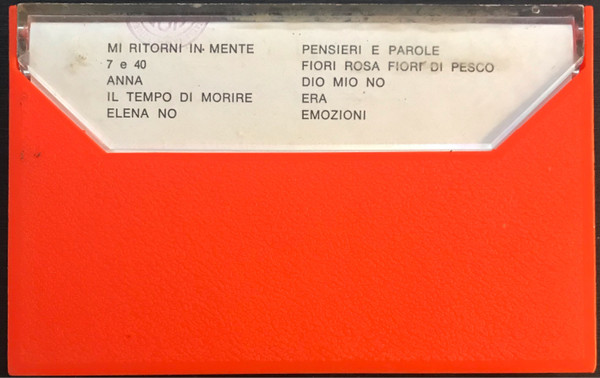 MI RITORNI IN MENTE
7 e 40
ANNA
IL TEMPO DI MORIRE
ELENA NO
PENSIERI E PAROLE
FIORI ROSA FIORI DI PESCO
DIO MIO NO
ERA
EMOZIONI